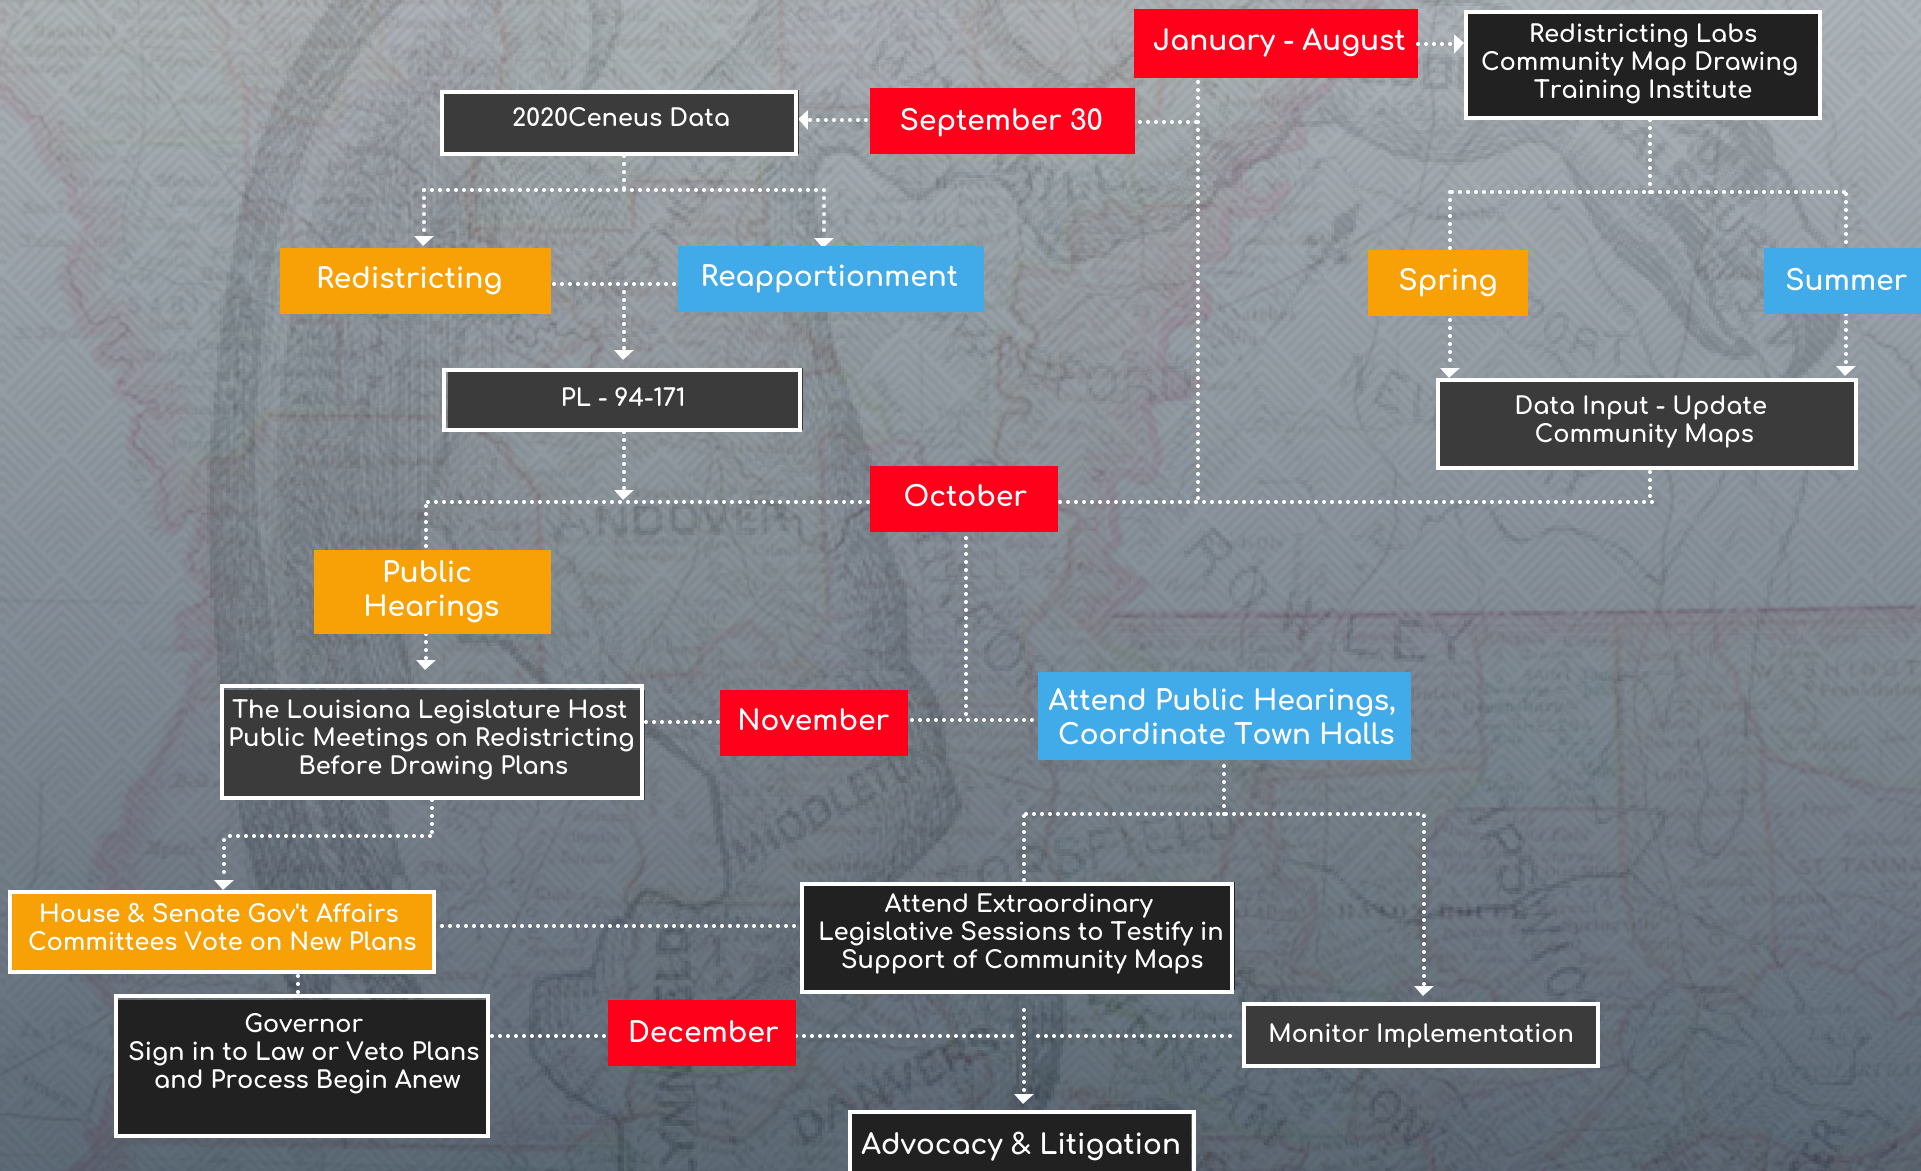 January - August
Redistricting Labs
Community Map Drawing
Training Institute
2020Ceneus Data
September 30
Redistricting
Reapportionment
Spring
Summer
PL - 94-171
Data Input - Update
Community Maps
October
Public
Hearings
The Louisiana Legislature Host
Public Meetings on Redistricting
Before Drawing Plans
November
Attend Public Hearings,
Coordinate Town Halls
House & Senate Gov't Affairs
Committees Vote on New Plans
Attend Extraordinary
Legislative Sessions to Testify in
Support of Community Maps
Governor
Sign in to Law or Veto Plans
and Process Begin Anew
December
Monitor Implementation
Advocacy & Litigation
ANDOVER
ROWLEY
MIDDLET
DANVER